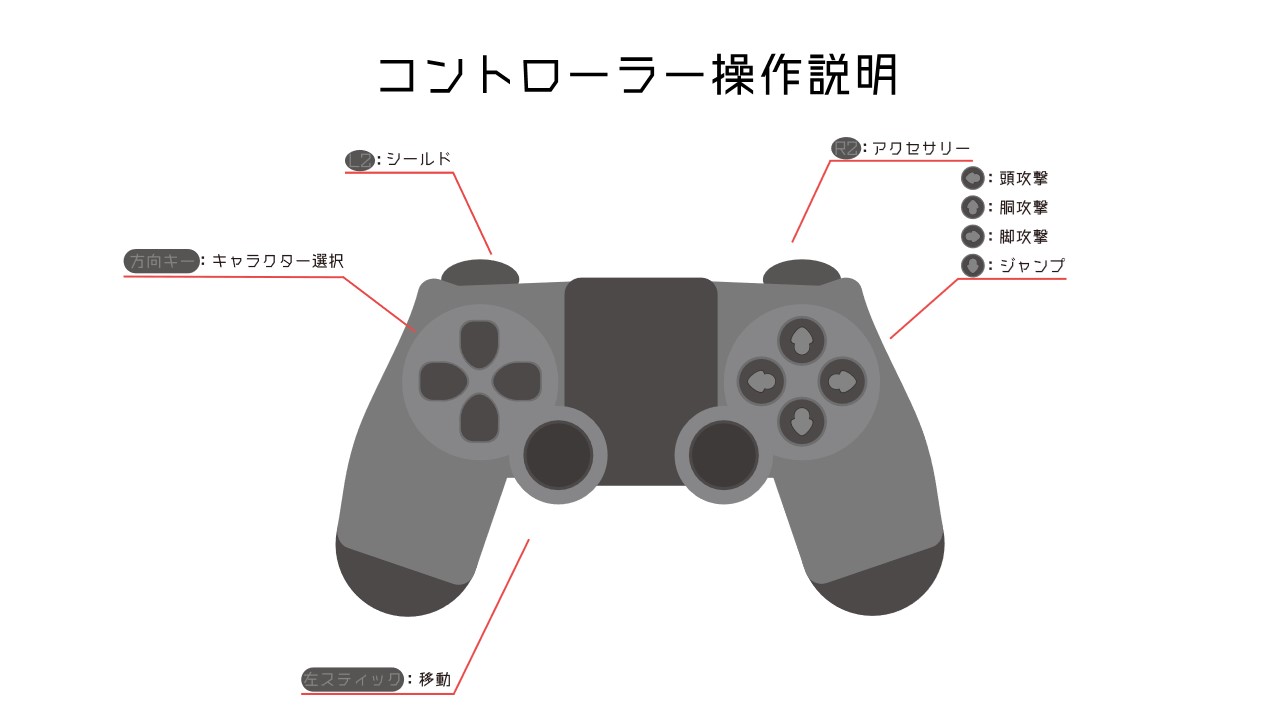 コントローラー操作説明
L2：シールド
R2：アクセサリー
：頭攻撃
：胴攻撃
：脚攻撃
：ジャンプ
方向キー：キャラクター選択
左スティック：移動